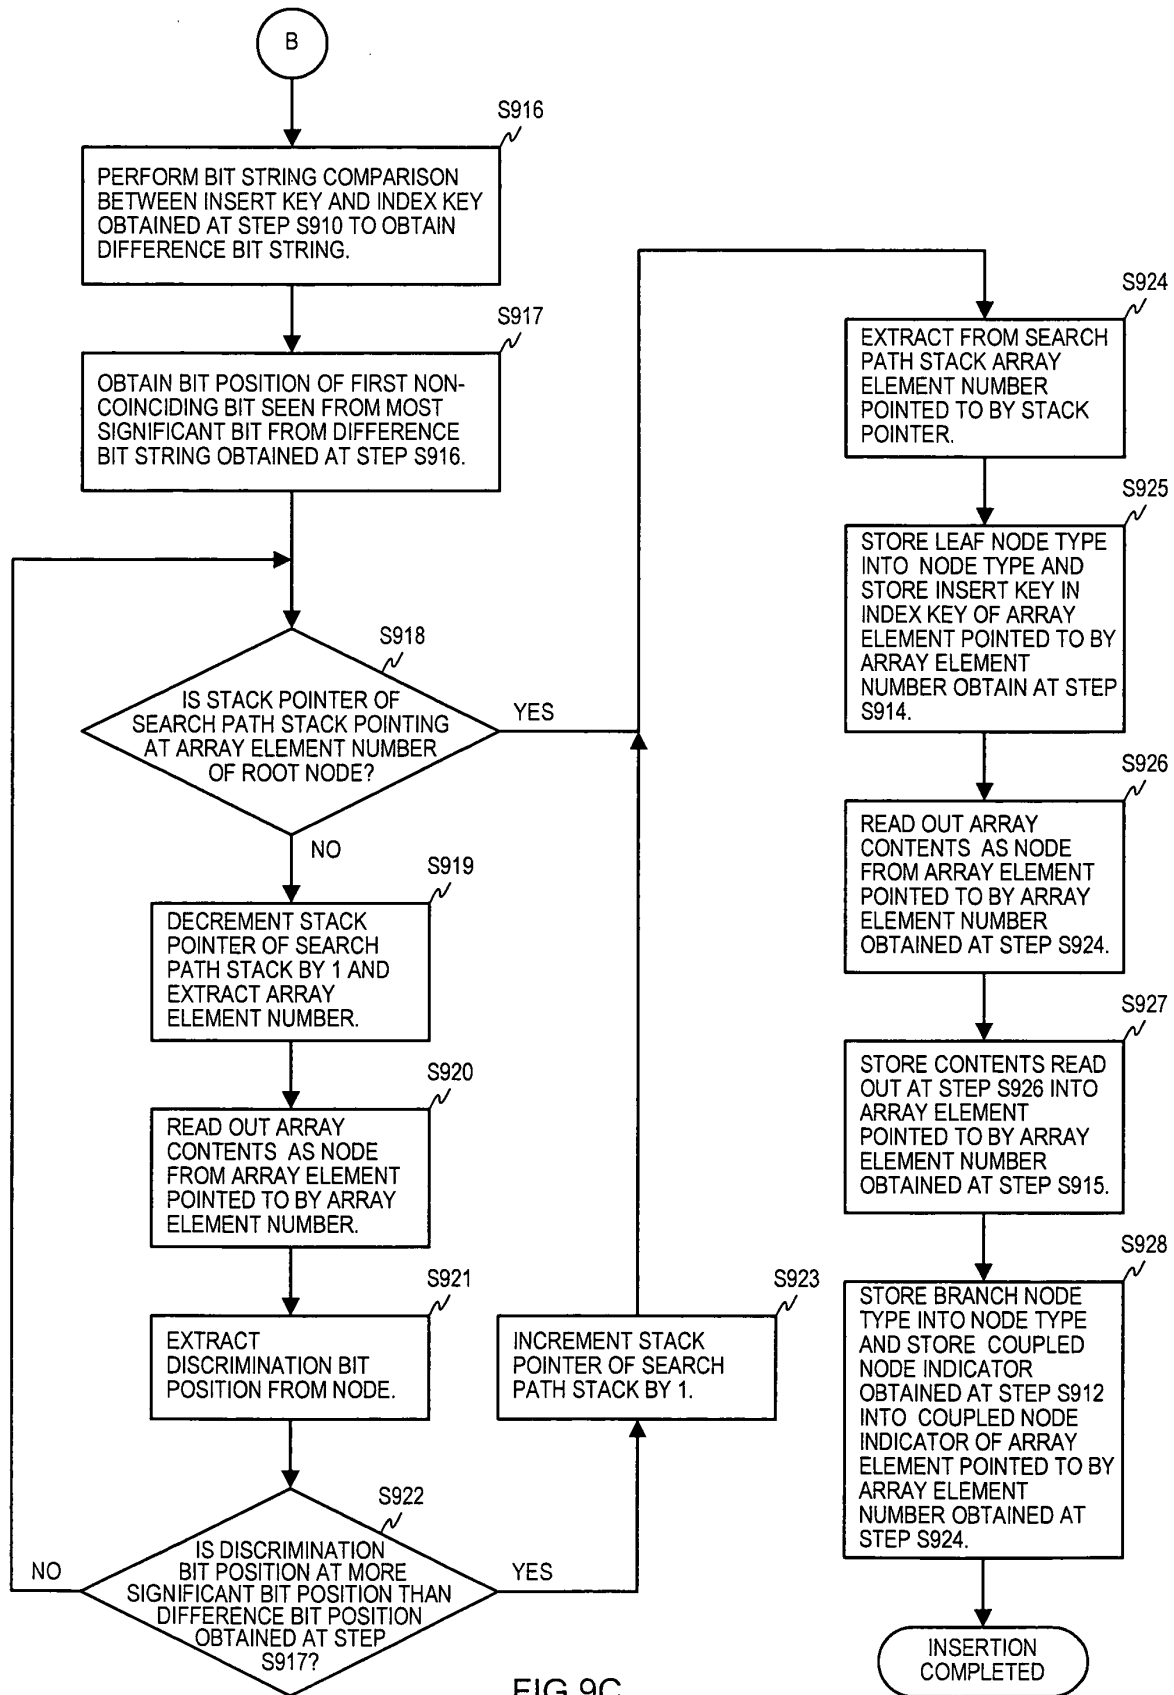 B
S916
PERFORM BIT STRING COMPARISON
BETWEEN INSERT KEY AND INDEX KEY
OBTAINED AT STEP S910 TO OBTAIN
DIFFERENCE BIT STRING.
S917
OBTAIN BIT POSITION OF FIRST NON-
COINCIDING BIT SEEN FROM MOST
SIGNIFICANT BIT FROM DIFFERENCE
BIT STRING OBTAINED AT STEP S916.
S918
IS STACK POINTER OF
SEARCH PATH STACK POINTING
AT ARRAY ELEMENT NUMBER
OF ROOT NODE?
YES
NO
S919
DECREMENT STACK
POINTER OF SEARCH
PATH STACK BY 1 AND
EXTRACT ARRAY
ELEMENT NUMBER.
S920
READ OUT ARRAY
CONTENTS AS NODE
FROM ARRAY ELEMENT
POINTED TO BY ARRAY
ELEMENT NUMBER.
S921
EXTRACT
DISCRIMINATION BIT
POSITION FROM NODE.
S922
IS DISCRIMINATION
BIT POSITION AT MORE
SIGNIFICANT BIT POSITION THAN
DIFFERENCE BIT POSITION
OBTAINED AT STEP
S917?
NO
YES
S923
INCREMENT STACK
POINTER OF SEARCH
PATH STACK BY 1.
S924
EXTRACT FROM SEARCH
PATH STACK ARRAY
ELEMENT NUMBER
POINTED TO BY STACK
POINTER.
S925
STORE LEAF NODE TYPE
INTO NODE TYPE AND
STORE INSERT KEY IN
INDEX KEY OF ARRAY
ELEMENT POINTED TO BY
ARRAY ELEMENT
NUMBER OBTAIN AT STEP
S914.
S926
READ OUT ARRAY
CONTENTS AS NODE
FROM ARRAY ELEMENT
POINTED TO BY ARRAY
ELEMENT NUMBER
OBTAINED AT STEP S924.
S927
STORE CONTENTS READ
OUT AT STEP S926 INTO
ARRAY ELEMENT
POINTED TO BY ARRAY
ELEMENT NUMBER
OBTAINED AT STEP S915.
S928
STORE BRANCH NODE
TYPE INTO NODE TYPE
AND STORE COUPLED
NODE INDICATOR
OBTAINED AT STEP S912
INTO COUPLED NODE
INDICATOR OF ARRAY
ELEMENT POINTED TO BY
ARRAY ELEMENT
NUMBER OBTAINED AT
STEP S924.
INSERTION
COMPLETED
FIG.9C